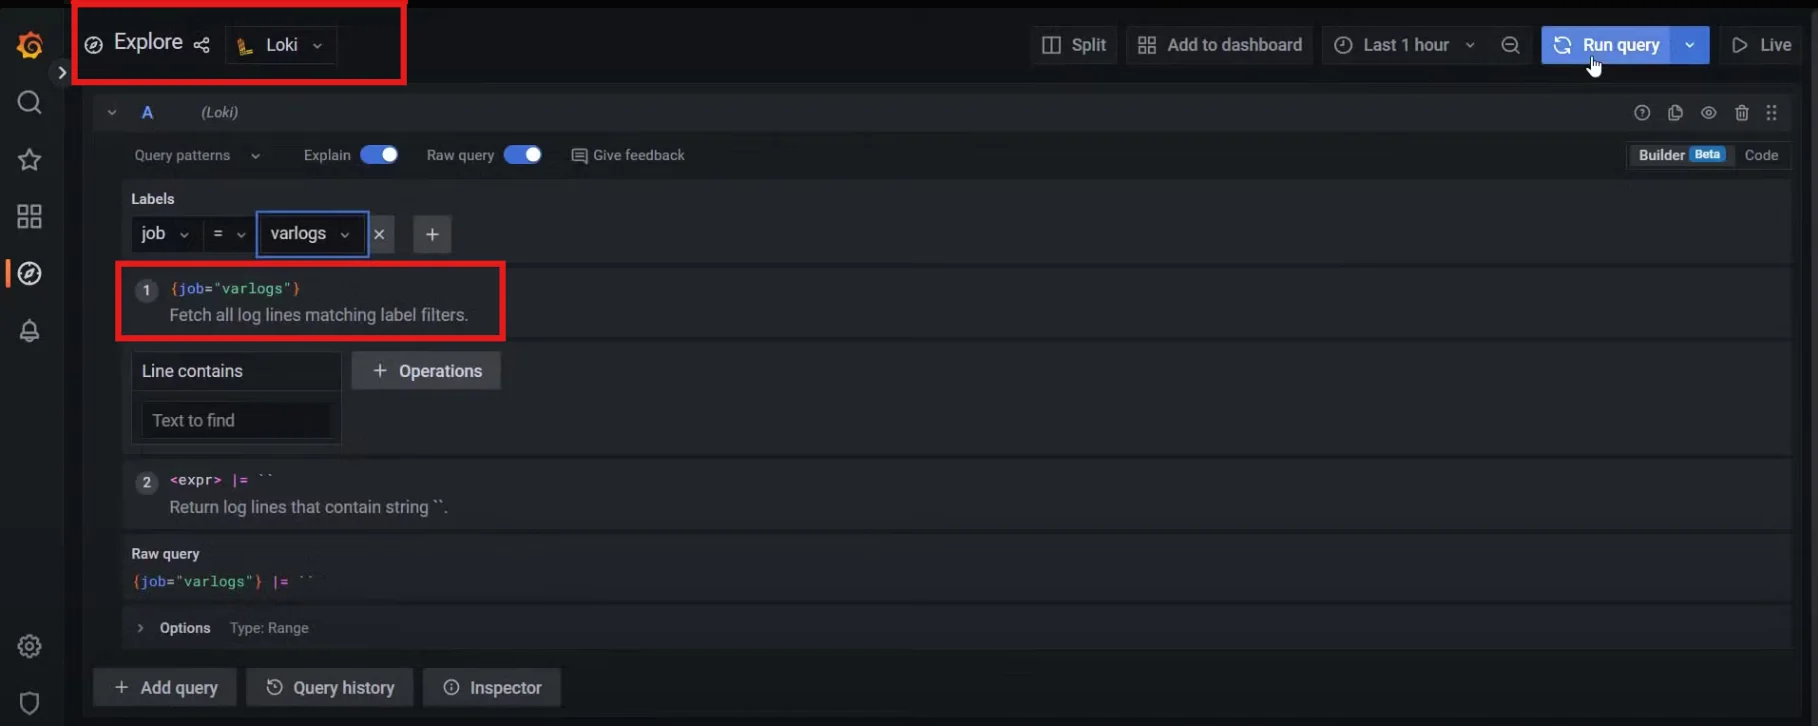 Explore Loki Split Add to dashboard Last 1 hour Run query Live
A (Loki)
Query patterns Explain Raw query Give feedback Builder Beta Code
Labels
job = varlogs × +
1 {job="varlogs"}
Fetch all log lines matching label filters.
Line contains + Operations
Text to find
2 <expr> |= ``
Return log lines that contain string ``.
Raw query
{job="varlogs"} |= ``
Options Type: Range
+ Add query Query history Inspector